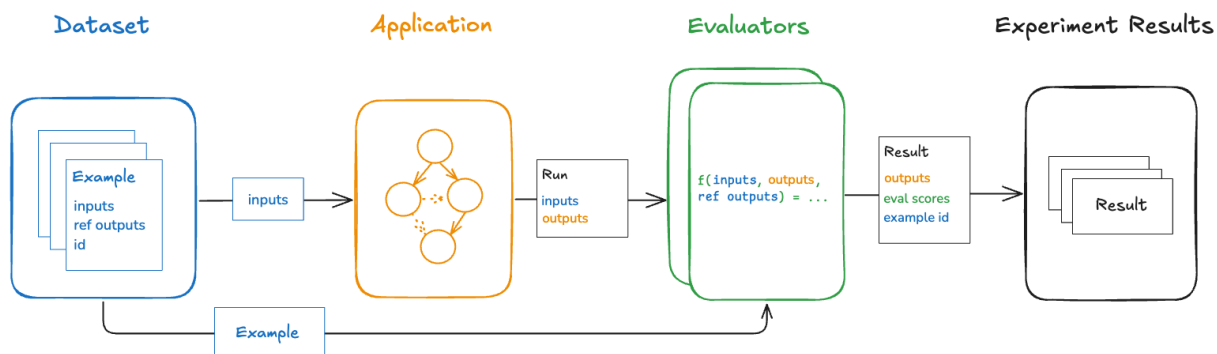 Dataset
Application
Evaluators
Experiment Results
Example
inputs
ref outputs
id
inputs
Run
inputs
outputs
f(inputs, outputs,
ref outputs) = ...
Result
outputs
eval scores
example id
Result
Example